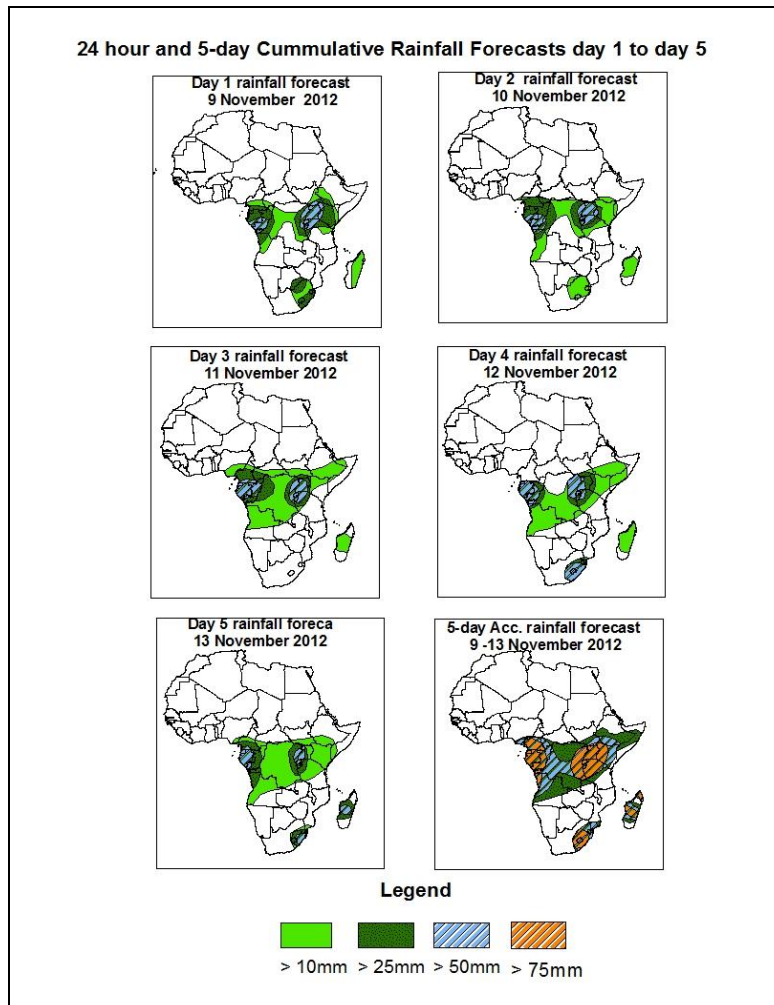 24 hour and 5-day Cummulative Rainfall Forecasts day 1 to day 5
Day 1 rainfall forecast
9 November 2012
Day 2 rainfall forecast
10 November 2012
Day 3 rainfall forecast
11 November 2012
Day 4 rainfall forecast
12 November 2012
Day 5 rainfall foreca
13 November 2012
5-day Acc. rainfall forecast
9 -13 November 2012
Legend
> 10mm > 25mm > 50mm > 75mm